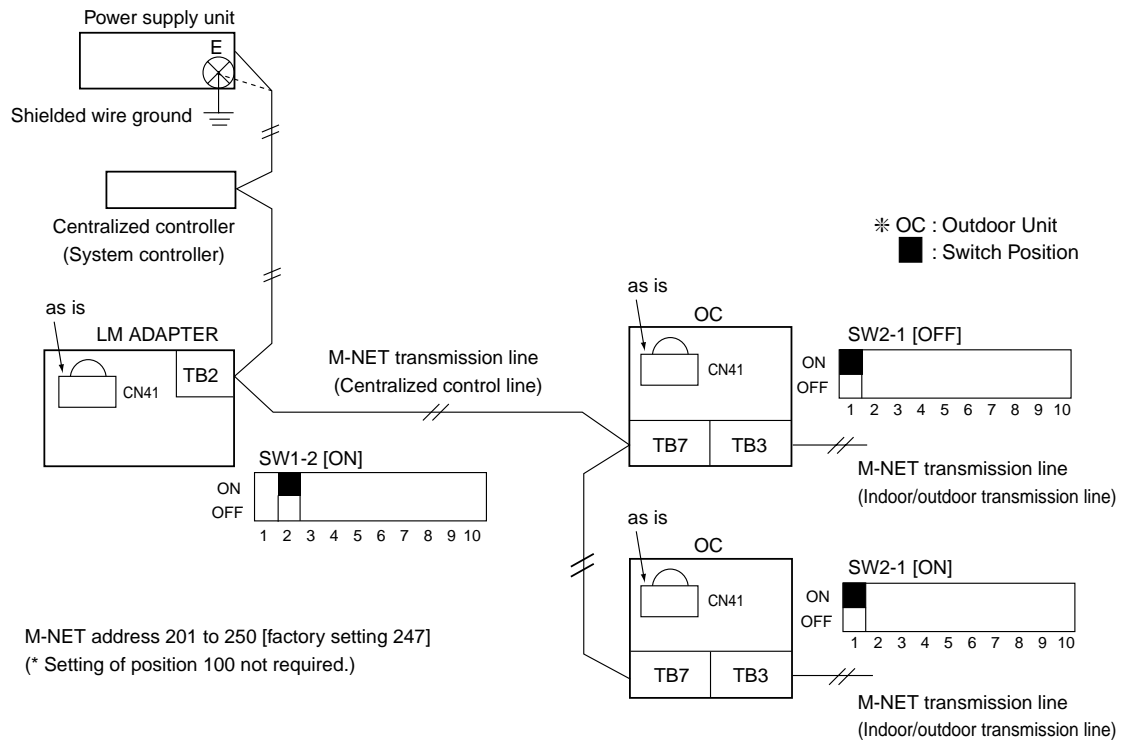 Power supply unit
E
Shielded wire ground
Centralized controller
(System controller)
❈ OC : Outdoor Unit
: Switch Position
as is
LM ADAPTER
TB2
CN41
M-NET transmission line
(Centralized control line)
SW1-2 [ON]
ON
OFF
1 2 3 4 5 6 7 8 9 10
as is
OC
CN41
TB7 TB3
SW2-1 [OFF]
ON
OFF
1 2 3 4 5 6 7 8 9 10
M-NET transmission line
(Indoor/outdoor transmission line)
as is
OC
CN41
TB7 TB3
SW2-1 [ON]
ON
OFF
1 2 3 4 5 6 7 8 9 10
M-NET transmission line
(Indoor/outdoor transmission line)
M-NET address 201 to 250 [factory setting 247]
(* Setting of position 100 not required.)